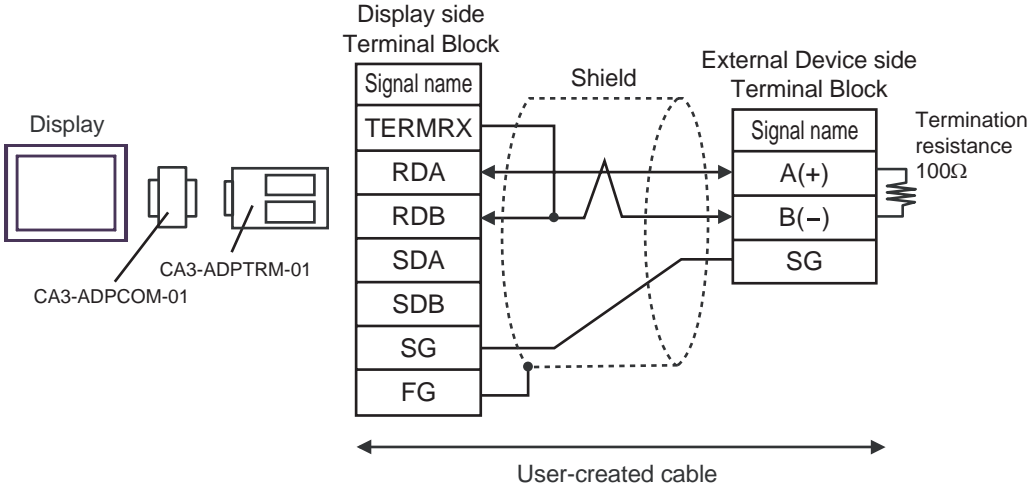 Display side
Terminal Block
Signal name
TERMRX
RDA
RDB
SDA
SDB
SG
FG
Shield
External Device side
Terminal Block
Signal name
A(+)
B(−)
SG
Termination
resistance
100Ω
Display
CA3-ADPTRM-01
CA3-ADPCOM-01
User-created cable